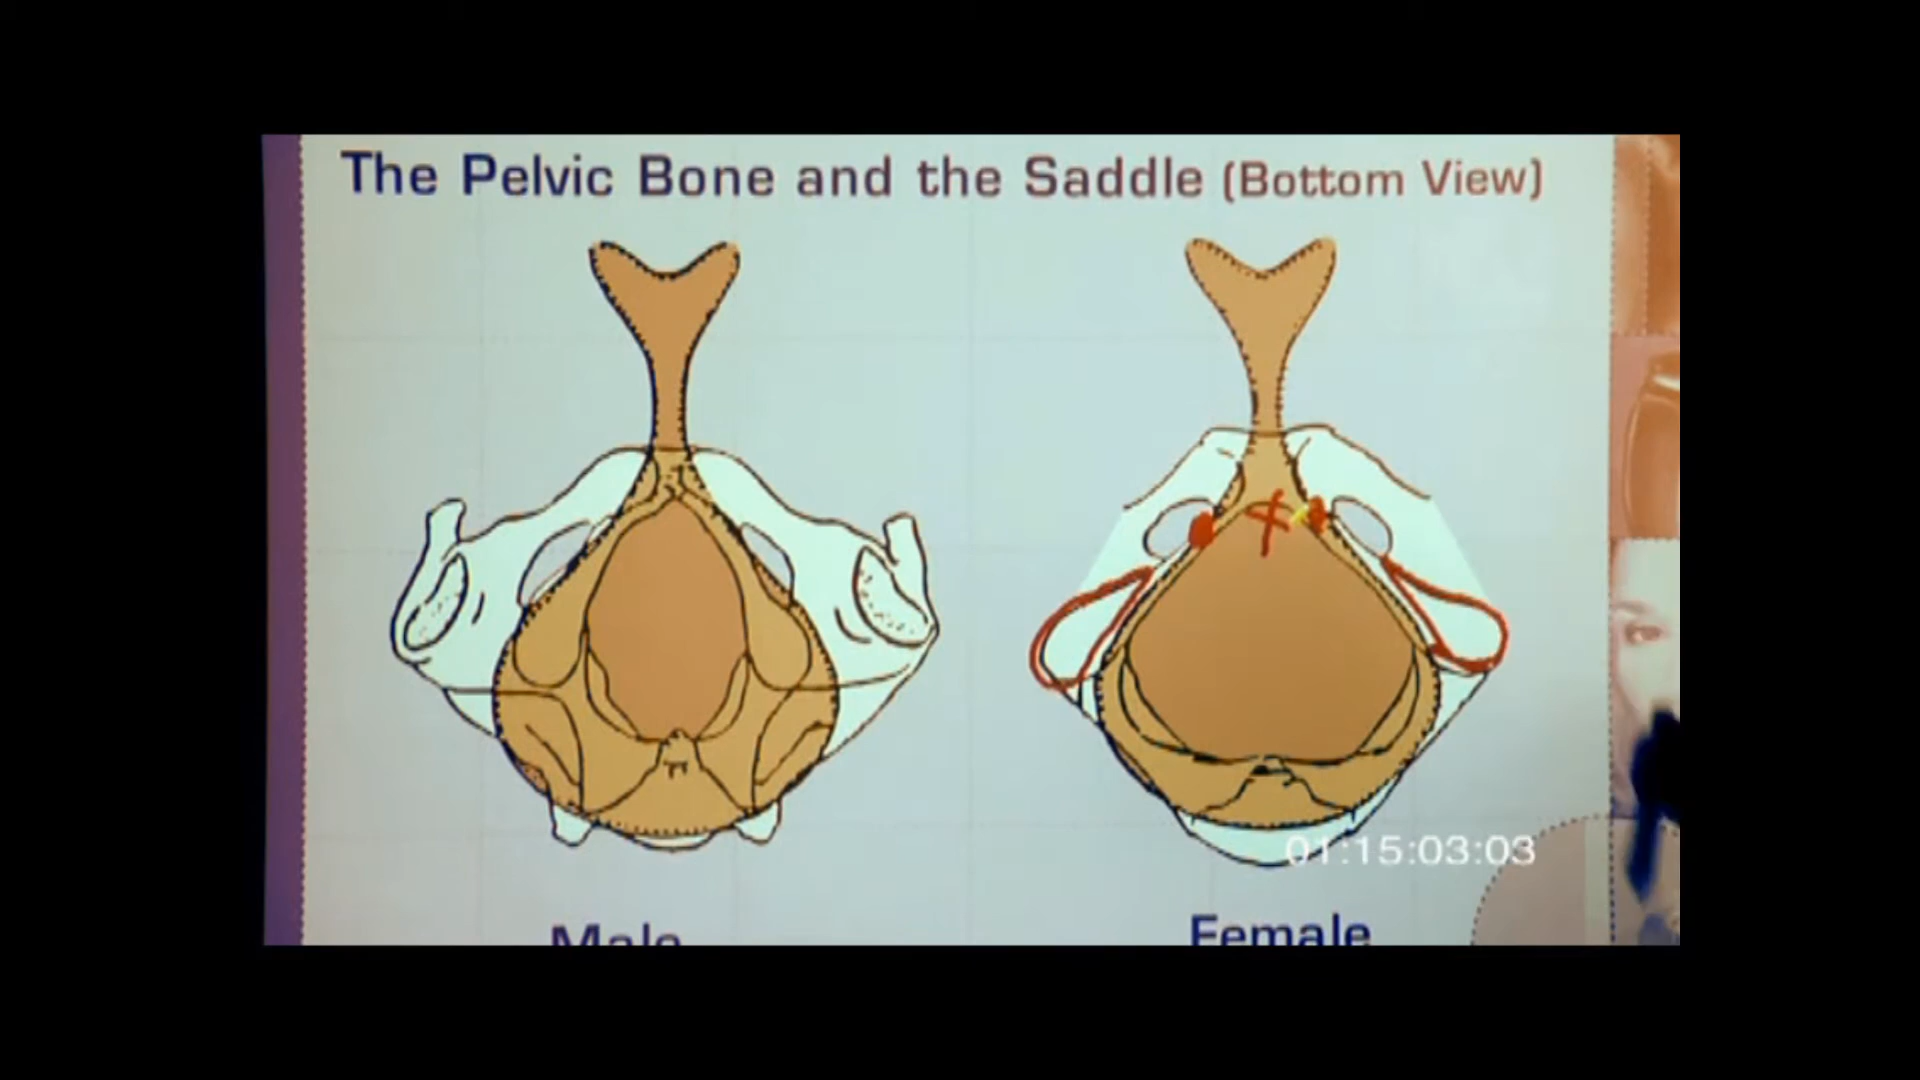 The Pelvic Bone and the Saddle (Bottom View)
01:15:03:03
Male
Female